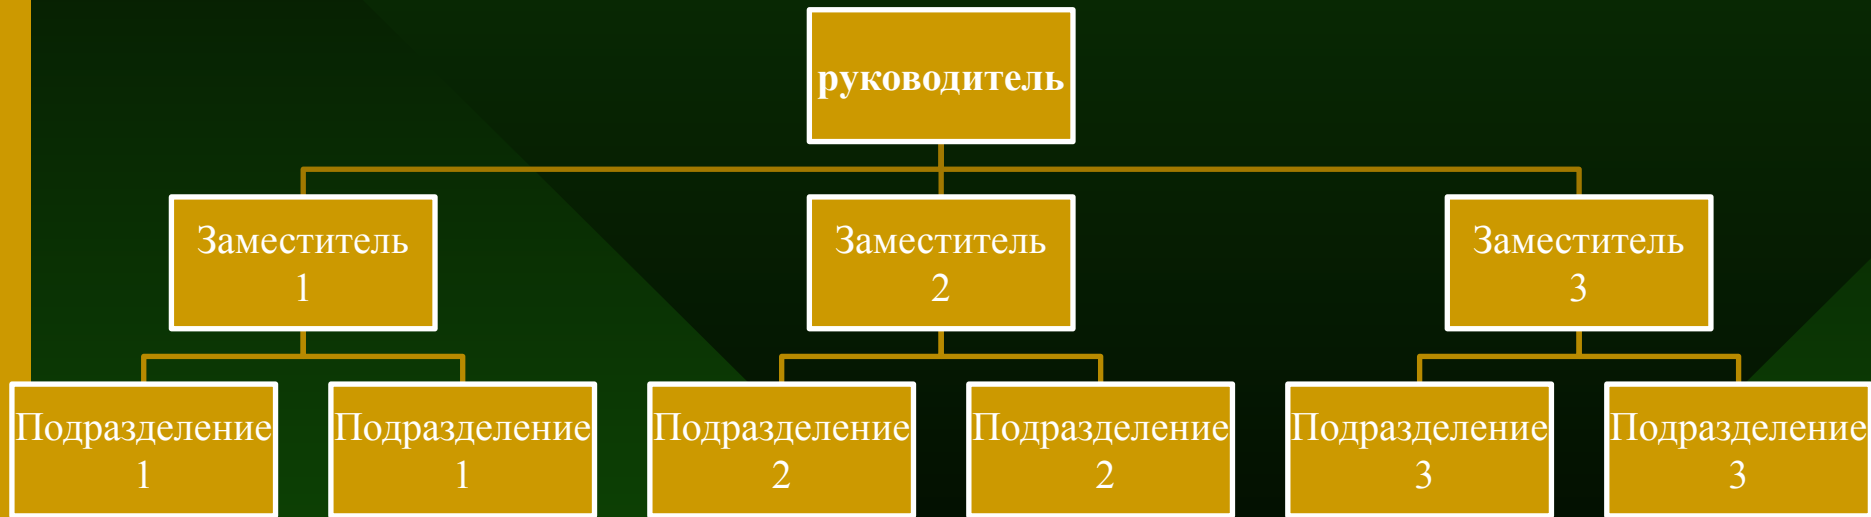 руководитель
Заместитель
1
Заместитель
2
Заместитель
3
Подразделение
1
Подразделение
1
Подразделение
2
Подразделение
2
Подразделение
3
Подразделение
3